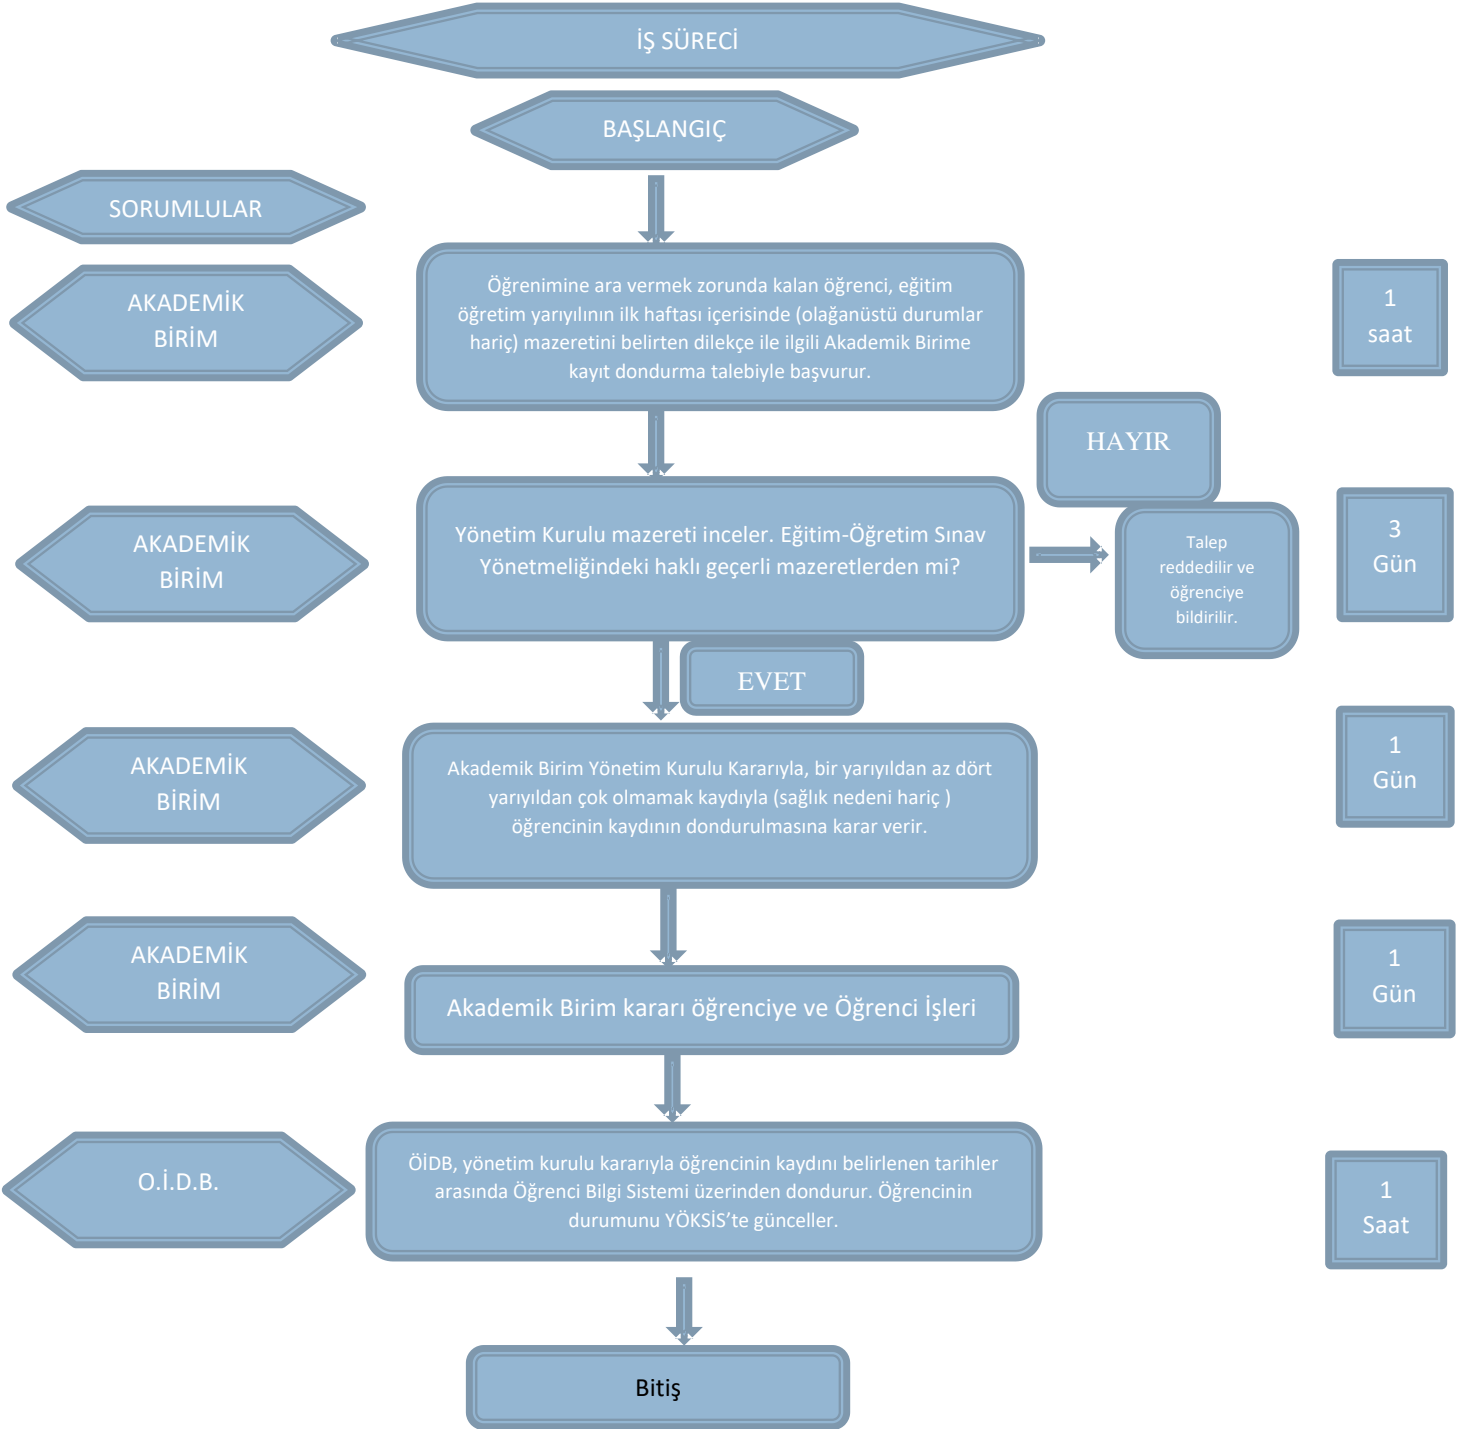 İŞ SÜRECİ
BAŞLANGIÇ
SORUMLULAR
AKADEMİK
BİRİM
Öğrenimine ara vermek zorunda kalan öğrenci, eğitim
öğretim yarıyılının ilk haftası içerisinde (olağanüstü durumlar
hariç) mazeretini belirten dilekçe ile ilgili Akademik Birime
kayıt dondurma talebiyle başvurur.
1
saat
HAYIR
AKADEMİK
BİRİM
Yönetim Kurulu mazereti inceler. Eğitim-Öğretim Sınav
Yönetmeliğindeki haklı geçerli mazeretlerden mi?
Talep
reddedilir ve
öğrenciye
bildirilir.
3
Gün
EVET
AKADEMİK
BİRİM
Akademik Birim Yönetim Kurulu Kararıyla, bir yarıyıldan az dört
yarıyıldan çok olmamak kaydıyla (sağlık nedeni hariç )
öğrencinin kaydının dondurulmasına karar verir.
1
Gün
AKADEMİK
BİRİM
Akademik Birim kararı öğrenciye ve Öğrenci İşleri
1
Gün
O.İ.D.B.
ÖİDB, yönetim kurulu kararıyla öğrencinin kaydını belirlenen tarihler
arasında Öğrenci Bilgi Sistemi üzerinden dondurur. Öğrencinin
durumunu YÖKSİS’te günceller.
1
Saat
Bitiş